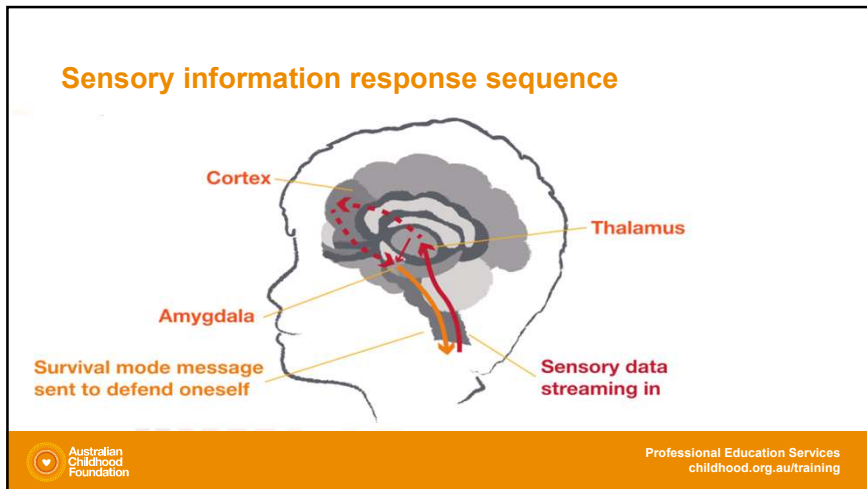 Sensory information response sequence
Cortex
Thalamus
Amygdala
Survival mode message
sent to defend oneself
Sensory data
streaming in
Australian
Childhood
Foundation
Professional Education Services
childhood.org.au/training